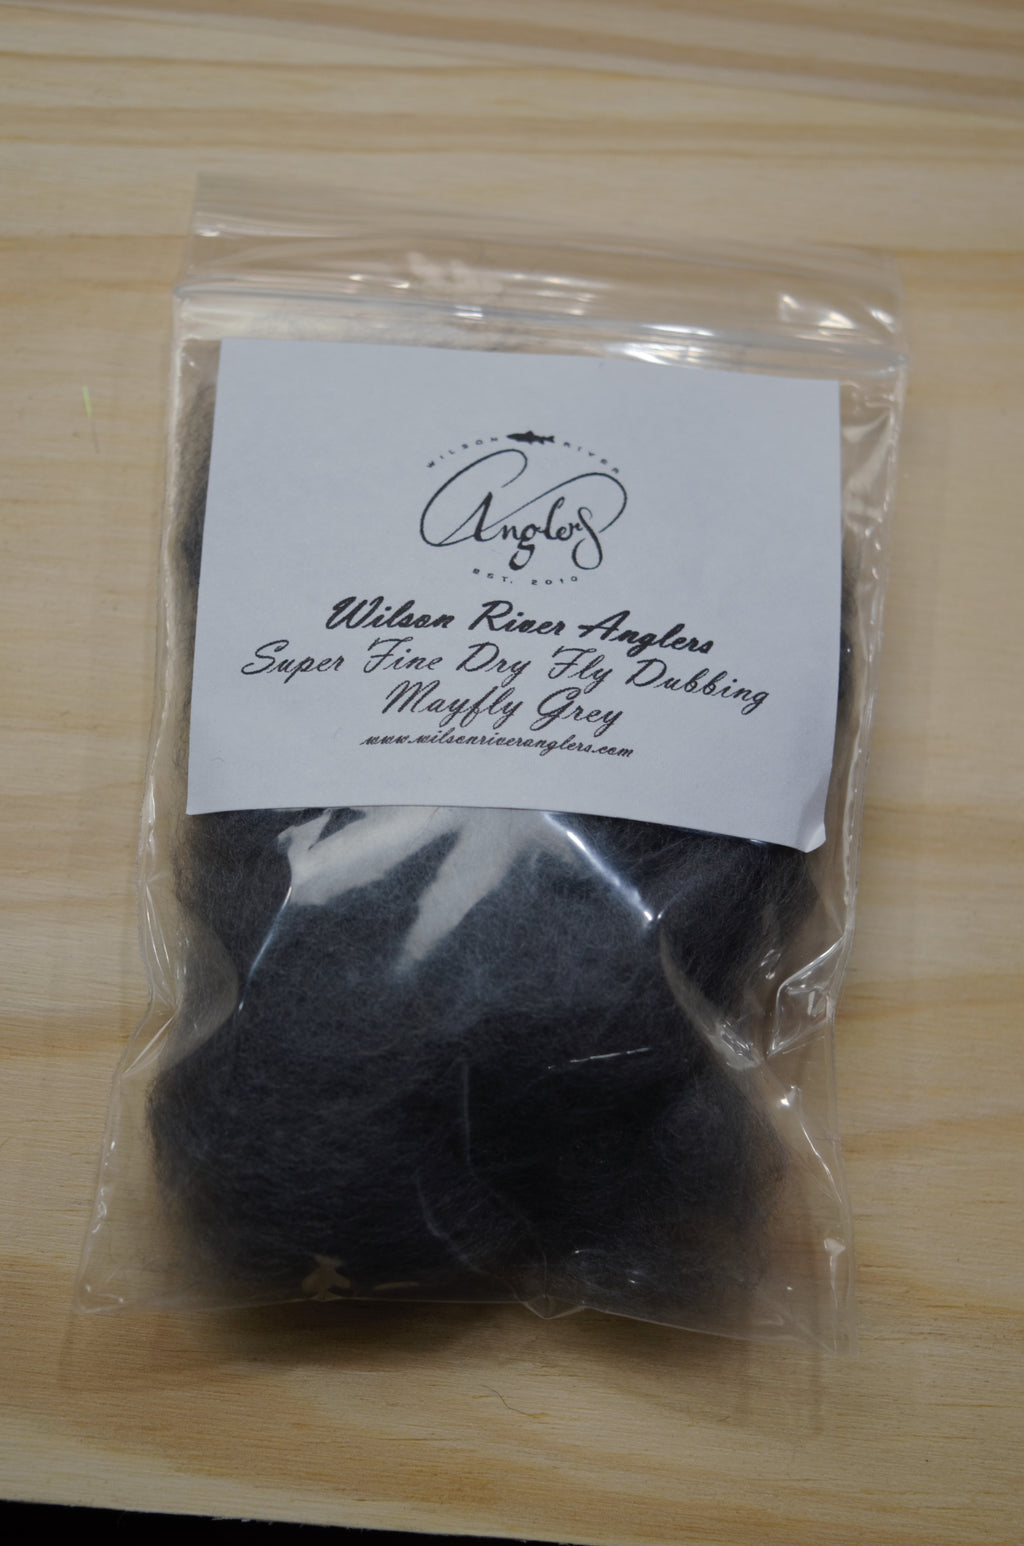 WILSON RIVER
Anglers
EST. 2010
Wilson River Anglers
Super Fine Dry Fly Dubbing
Mayfly Grey
www.wilsonriveranglers.com